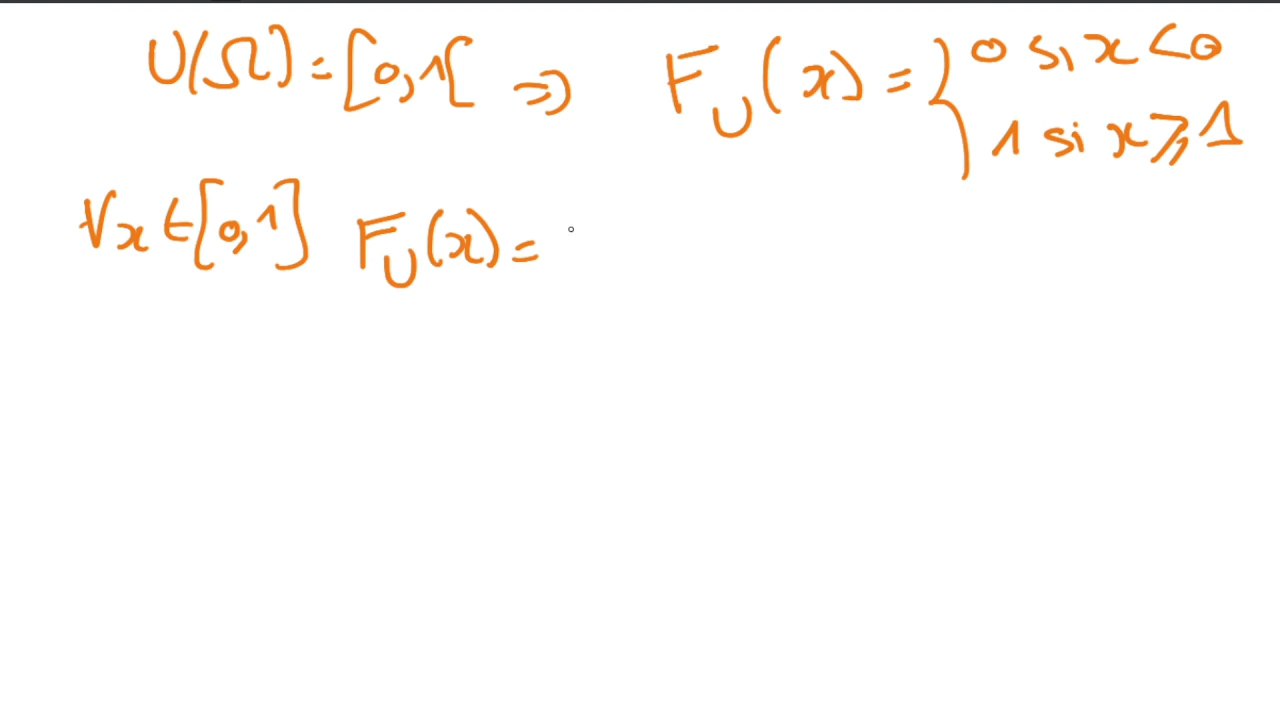 U(Ω) = [0,1[ ⇒ F_U(x) = { 0 si x < 0
1 si x ⩾ 1
∀x ∈ [0,1] F_U(x) =